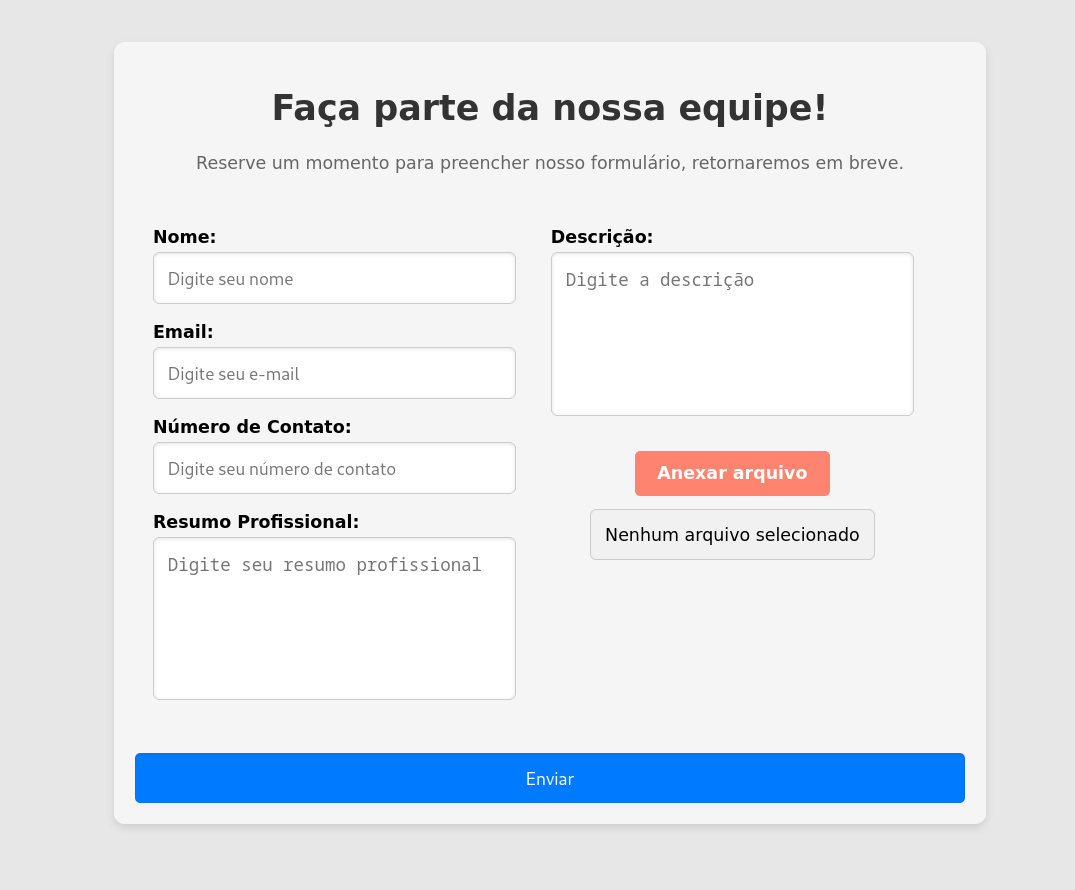 Faça parte da nossa equipe!
Reserve um momento para preencher nosso formulário, retornaremos em breve.
Nome:
Digite seu nome
Email:
Digite seu e-mail
Número de Contato:
Digite seu número de contato
Resumo Profissional:
Digite seu resumo profissional
Descrição:
Digite a descrição
Anexar arquivo
Nenhum arquivo selecionado
Enviar